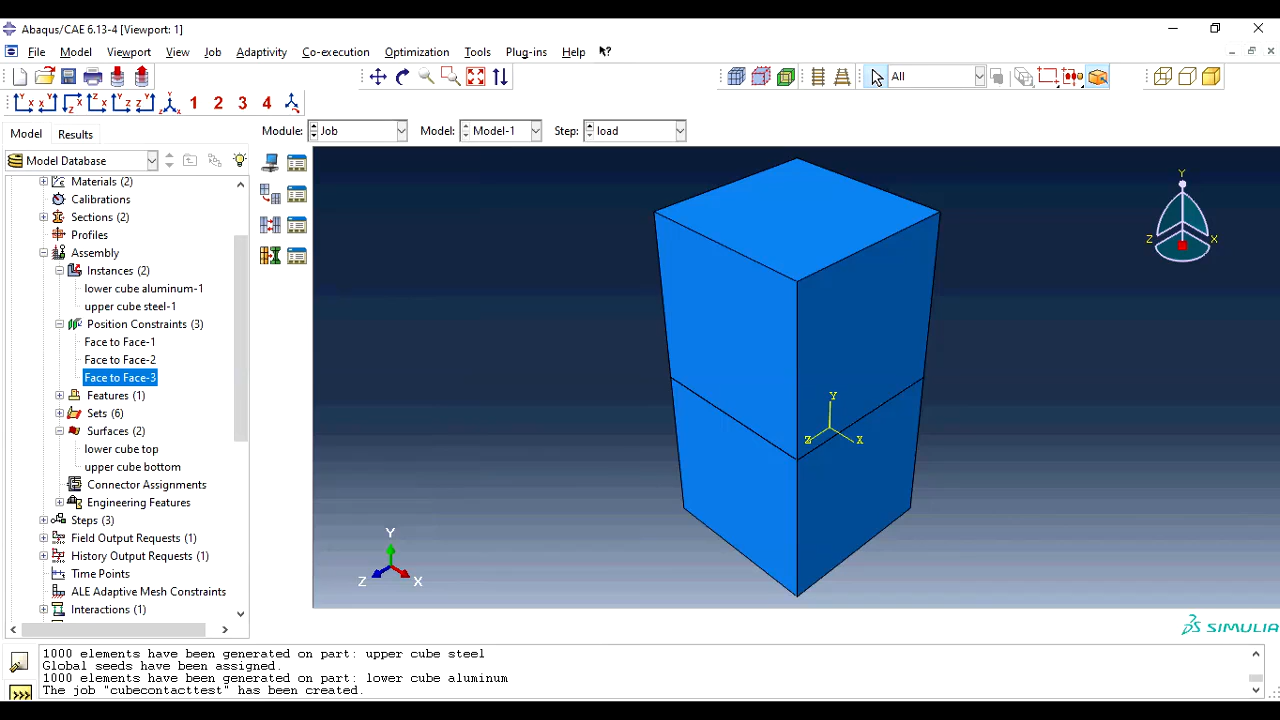 Abaqus/CAE 6.13-4 [Viewport: 1]
File Model Viewport View Job Adaptivity Co-execution Optimization Tools Plug-ins Help
All
1 2 3 4
Model Results
Module: Job Model: Model-1 Step: load
Model Database
Materials (2)
Calibrations
Sections (2)
Profiles
Assembly
Instances (2)
lower cube aluminum-1
upper cube steel-1
Position Constraints (3)
Face to Face-1
Face to Face-2
Face to Face-3
Features (1)
Sets (6)
Surfaces (2)
lower cube top
upper cube bottom
Connector Assignments
Engineering Features
Steps (3)
Field Output Requests (1)
History Output Requests (1)
Time Points
ALE Adaptive Mesh Constraints
Interactions (1)
Y
Z X
Y
Z X
Y
Z X
SIMULIA
1000 elements have been generated on part: upper cube steel
Global seeds have been assigned.
1000 elements have been generated on part: lower cube aluminum
The job "cubecontacttest" has been created.